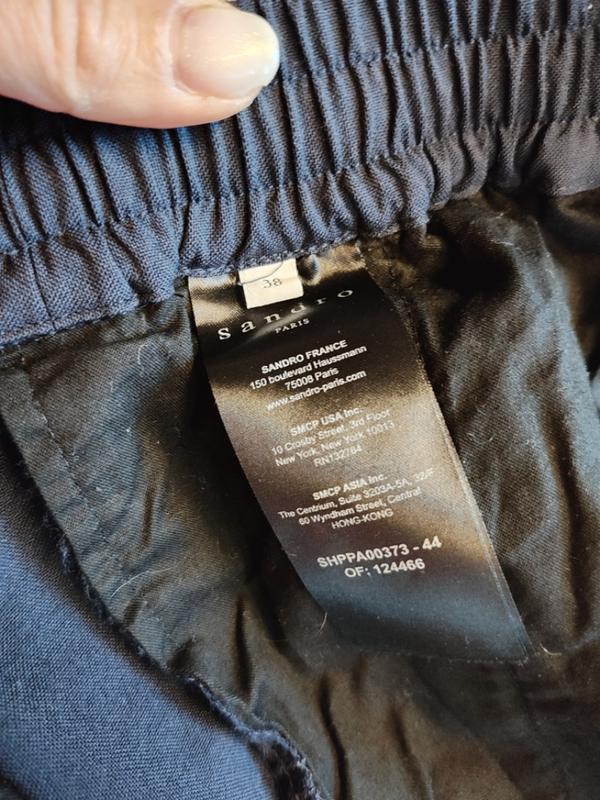 38
Sandro
PARIS
SANDRO FRANCE
150 boulevard Haussmann
75008 Paris
www.sandro-paris.com
SMCP USA Inc.
10 Crosby Street, 3rd Floor
New York, New York 10013
RN132784
SMCP ASIA Inc.
The Centrium, Suite 3203A-5A, 32/F
60 Wyndham Street, Central
HONG-KONG
SHPPA00373 - 44
OF: 124466